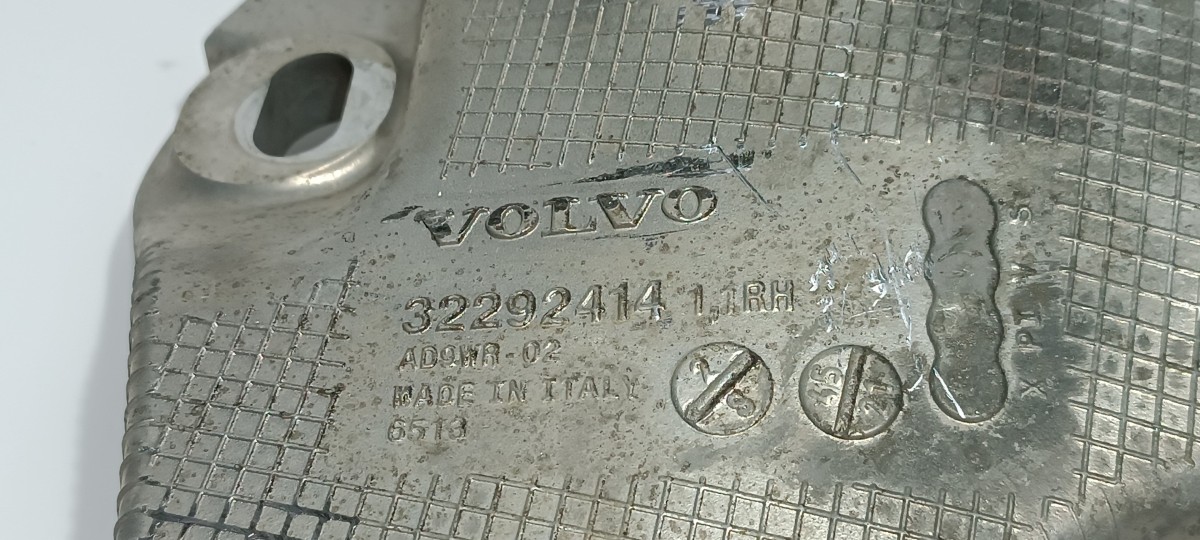 VOLVO
32292414 1,1RH
AD9WR-02
MADE IN ITALY
6513